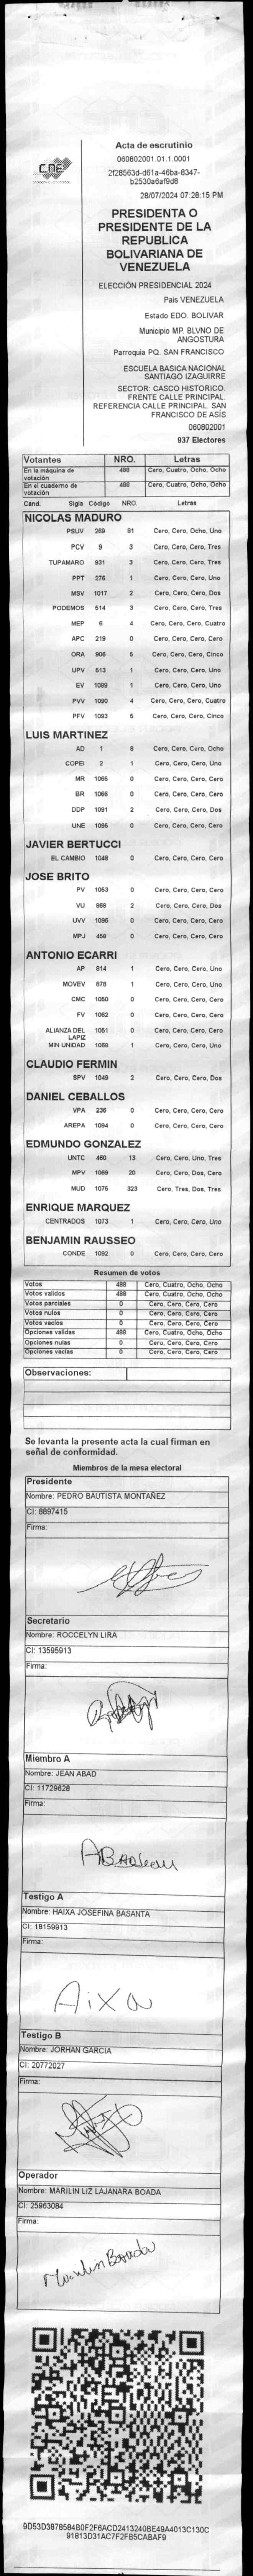 CNE
Acta de escrutinio
060802001.01.1.0001
2f28563d-d61a-46ba-8347-
b2530a6af9d8
28/07/2024 07:28:15 PM
PRESIDENTA O
PRESIDENTE DE LA
REPUBLICA
BOLIVARIANA DE
VENEZUELA
ELECCIÓN PRESIDENCIAL 2024
País VENEZUELA
Estado EDO. BOLIVAR
Municipio MP. BLVNO DE
ANGOSTURA
Parroquia PQ. SAN FRANCISCO
ESCUELA BASICA NACIONAL
SANTIAGO IZAGUIRRE
SECTOR: CASCO HISTORICO.
FRENTE CALLE PRINCIPAL.
REFERENCIA CALLE PRINCIPAL. SAN
FRANCISCO DE ASÍS
060802001
937 Electores
Votantes NRO. Letras
En la máquina de votación 488 Cero, Cuatro, Ocho, Ocho
En el cuaderno de votación 488 Cero, Cuatro, Ocho, Ocho
Cand. Sigla Código NRO. Letras
NICOLAS MADURO
PSUV 269 81 Cero, Cero, Ocho, Uno
PCV 9 3 Cero, Cero, Cero, Tres
TUPAMARO 931 3 Cero, Cero, Cero, Tres
PPT 276 1 Cero, Cero, Cero, Uno
MSV 1017 2 Cero, Cero, Cero, Dos
PODEMOS 514 3 Cero, Cero, Cero, Tres
MEP 6 4 Cero, Cero, Cero, Cuatro
APC 219 0 Cero, Cero, Cero, Cero
ORA 906 5 Cero, Cero, Cero, Cinco
UPV 513 1 Cero, Cero, Cero, Uno
EV 1089 1 Cero, Cero, Cero, Uno
PVV 1090 4 Cero, Cero, Cero, Cuatro
PFV 1093 5 Cero, Cero, Cero, Cinco
LUIS MARTINEZ
AD 1 8 Cero, Cero, Cero, Ocho
COPEI 2 1 Cero, Cero, Cero, Uno
MR 1065 0 Cero, Cero, Cero, Cero
BR 1066 0 Cero, Cero, Cero, Cero
DDP 1091 2 Cero, Cero, Cero, Dos
UNE 1095 0 Cero, Cero, Cero, Cero
JAVIER BERTUCCI
EL CAMBIO 1048 0 Cero, Cero, Cero, Cero
JOSE BRITO
PV 1053 0 Cero, Cero, Cero, Cero
VU 868 2 Cero, Cero, Cero, Dos
UVV 1096 0 Cero, Cero, Cero, Cero
MPJ 458 0 Cero, Cero, Cero, Cero
ANTONIO ECARRI
AP 814 1 Cero, Cero, Cero, Uno
MOVEV 878 1 Cero, Cero, Cero, Uno
CMC 1050 0 Cero, Cero, Cero, Cero
FV 1062 0 Cero, Cero, Cero, Cero
ALIANZA DEL LAPIZ 1051 0 Cero, Cero, Cero, Cero
MIN UNIDAD 1068 1 Cero, Cero, Cero, Uno
CLAUDIO FERMIN
SPV 1049 2 Cero, Cero, Cero, Dos
DANIEL CEBALLOS
VPA 236 0 Cero, Cero, Cero, Cero
AREPA 1094 0 Cero, Cero, Cero, Cero
EDMUNDO GONZALEZ
UNTC 460 13 Cero, Cero, Uno, Tres
MPV 1069 20 Cero, Cero, Dos, Cero
MUD 1075 323 Cero, Tres, Dos, Tres
ENRIQUE MARQUEZ
CENTRADOS 1073 1 Cero, Cero, Cero, Uno
BENJAMIN RAUSSEO
CONDE 1092 0 Cero, Cero, Cero, Cero
Resumen de votos
Votos 488 Cero, Cuatro, Ocho, Ocho
Votos validos 488 Cero, Cuatro, Ocho, Ocho
Votos parciales 0 Cero, Cero, Cero, Cero
Votos nulos 0 Cero, Cero, Cero, Cero
Votos vacios 0 Cero, Cero, Cero, Cero
Opciones validas 488 Cero, Cuatro, Ocho, Ocho
Opciones nulas 0 Cero, Cero, Cero, Cero
Opciones vacias 0 Cero, Cero, Cero, Cero
Observaciones:
Se levanta la presente acta la cual firman en
señal de conformidad.
Miembros de la mesa electoral
Presidente
Nombre: PEDRO BAUTISTA MONTAÑEZ
CI: 8897415
Firma:
Secretario
Nombre: ROCCELYN LIRA
CI: 13595913
Firma:
Miembro A
Nombre: JEAN ABAD
CI: 11729628
Firma:
Testigo A
Nombre: HAIXA JOSEFINA BASANTA
CI: 18159913
Firma:
AixA
Testigo B
Nombre: JORHAN GARCIA
CI: 20772027
Firma:
Operador
Nombre: MARILIN LIZ LAJANARA BOADA
CI: 25963084
Firma:
Marilin Boada
9D53D3878584B0F2F6ACD2413240BE49A4013C130C
91813D31AC7F2FB5CABAF9